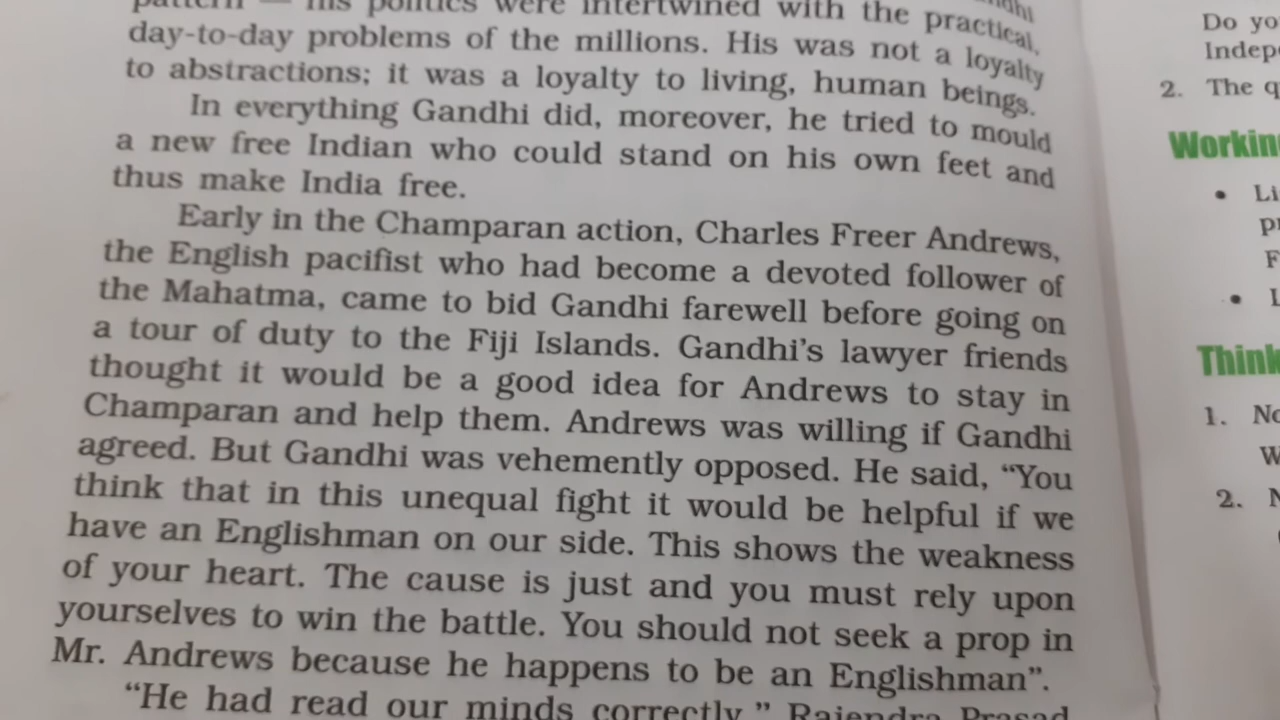 pattern — his politics were intertwined with the practical,
day-to-day problems of the millions. His was not a loyalty
to abstractions; it was a loyalty to living, human beings.
In everything Gandhi did, moreover, he tried to mould
a new free Indian who could stand on his own feet and
thus make India free.
Early in the Champaran action, Charles Freer Andrews,
the English pacifist who had become a devoted follower of
the Mahatma, came to bid Gandhi farewell before going on
a tour of duty to the Fiji Islands. Gandhi’s lawyer friends
thought it would be a good idea for Andrews to stay in
Champaran and help them. Andrews was willing if Gandhi
agreed. But Gandhi was vehemently opposed. He said, “You
think that in this unequal fight it would be helpful if we
have an Englishman on our side. This shows the weakness
of your heart. The cause is just and you must rely upon
yourselves to win the battle. You should not seek a prop in
Mr. Andrews because he happens to be an Englishman”.
“He had read our minds correctly,” Rajendra Prasad
Do yo
Indepe
2. The q
Workin
• Li
F
Think
1. No
W
2. N